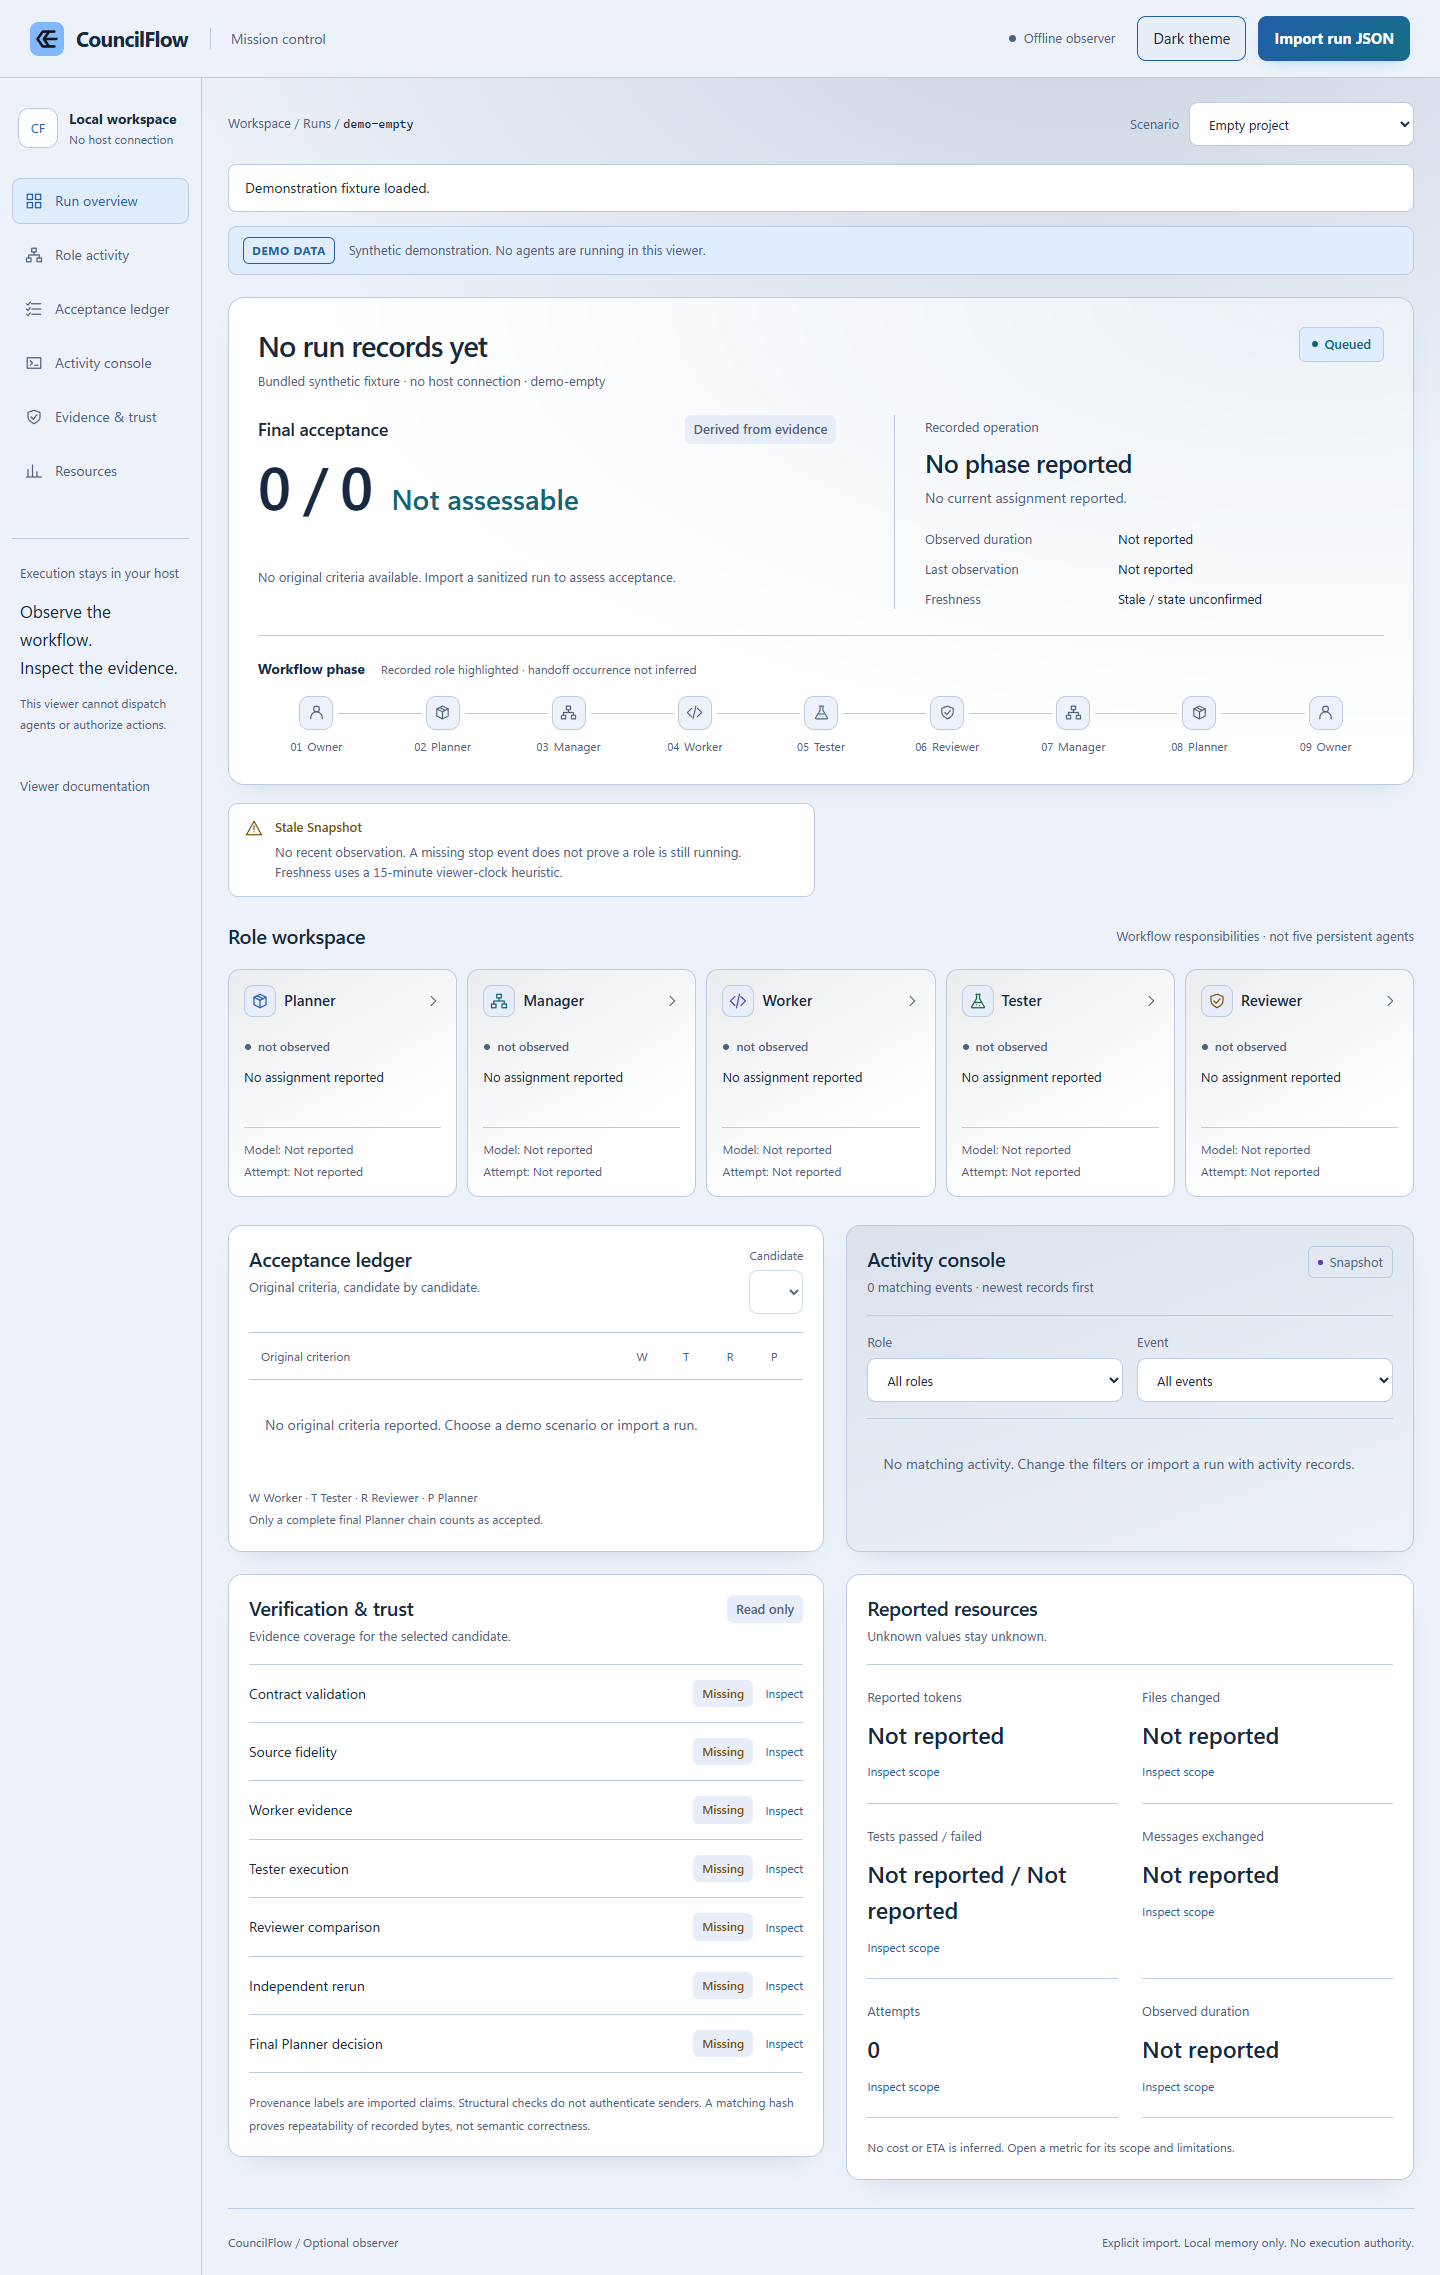 CouncilFlow
Mission control
Offline observer
Dark theme
Import run JSON
CF
Local workspace
No host connection
Run overview
Role activity
Acceptance ledger
Activity console
Evidence & trust
Resources
Execution stays in your host
Observe the
workflow.
Inspect the evidence.
This viewer cannot dispatch
agents or authorize actions.
Viewer documentation
Workspace / Runs / demo-empty
Scenario
Empty project
Demonstration fixture loaded.
DEMO DATA
Synthetic demonstration. No agents are running in this viewer.
No run records yet
Queued
Bundled synthetic fixture · no host connection · demo-empty
Final acceptance
Derived from evidence
0 / 0 Not assessable
No original criteria available. Import a sanitized run to assess acceptance.
Recorded operation
No phase reported
No current assignment reported.
Observed duration Not reported
Last observation Not reported
Freshness Stale / state unconfirmed
Workflow phase Recorded role highlighted · handoff occurrence not inferred
01 Owner
02 Planner
03 Manager
04 Worker
05 Tester
06 Reviewer
07 Manager
08 Planner
09 Owner
Stale Snapshot
No recent observation. A missing stop event does not prove a role is still running.
Freshness uses a 15-minute viewer-clock heuristic.
Role workspace
Workflow responsibilities · not five persistent agents
Planner
not observed
No assignment reported
Model: Not reported
Attempt: Not reported
Manager
not observed
No assignment reported
Model: Not reported
Attempt: Not reported
Worker
not observed
No assignment reported
Model: Not reported
Attempt: Not reported
Tester
not observed
No assignment reported
Model: Not reported
Attempt: Not reported
Reviewer
not observed
No assignment reported
Model: Not reported
Attempt: Not reported
Acceptance ledger
Original criteria, candidate by candidate.
Candidate
Original criterion W T R P
No original criteria reported. Choose a demo scenario or import a run.
W Worker · T Tester · R Reviewer · P Planner
Only a complete final Planner chain counts as accepted.
Activity console
0 matching events · newest records first
Snapshot
Role
All roles
Event
All events
No matching activity. Change the filters or import a run with activity records.
Verification & trust
Evidence coverage for the selected candidate.
Read only
Contract validation Missing Inspect
Source fidelity Missing Inspect
Worker evidence Missing Inspect
Tester execution Missing Inspect
Reviewer comparison Missing Inspect
Independent rerun Missing Inspect
Final Planner decision Missing Inspect
Provenance labels are imported claims. Structural checks do not authenticate senders. A matching hash
proves repeatability of recorded bytes, not semantic correctness.
Reported resources
Unknown values stay unknown.
Reported tokens
Not reported
Inspect scope
Files changed
Not reported
Inspect scope
Tests passed / failed
Not reported / Not
reported
Inspect scope
Messages exchanged
Not reported
Inspect scope
Attempts
0
Inspect scope
Observed duration
Not reported
Inspect scope
No cost or ETA is inferred. Open a metric for its scope and limitations.
CouncilFlow / Optional observer
Explicit import. Local memory only. No execution authority.